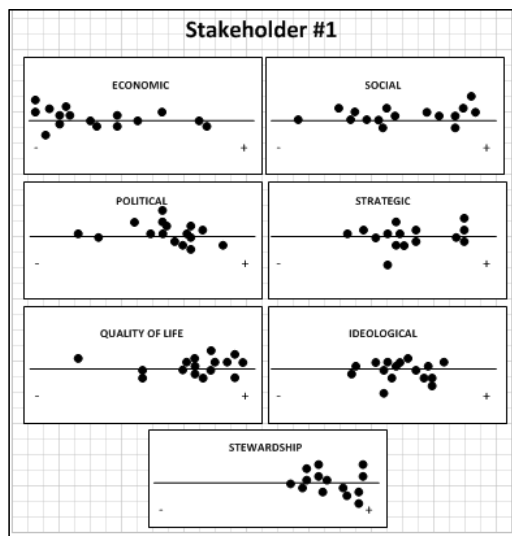 Stakeholder #1
ECONOMIC
- +
SOCIAL
- +
POLITICAL
- +
STRATEGIC
- +
QUALITY OF LIFE
- +
IDEOLOGICAL
- +
STEWARDSHIP
- +